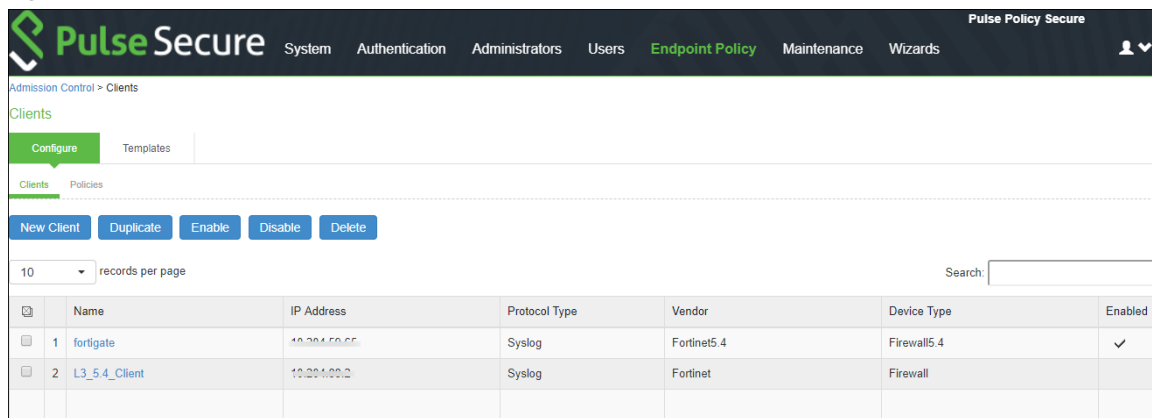 Pulse Policy Secure
Pulse Secure System Authentication Administrators Users Endpoint Policy Maintenance Wizards
Admission Control > Clients
Clients
Configure Templates
Clients Policies
New Client Duplicate Enable Disable Delete
10 records per page Search:
Name IP Address Protocol Type Vendor Device Type Enabled
1 fortigate Syslog Fortinet5.4 Firewall5.4
2 L3_5.4_Client Syslog Fortinet Firewall